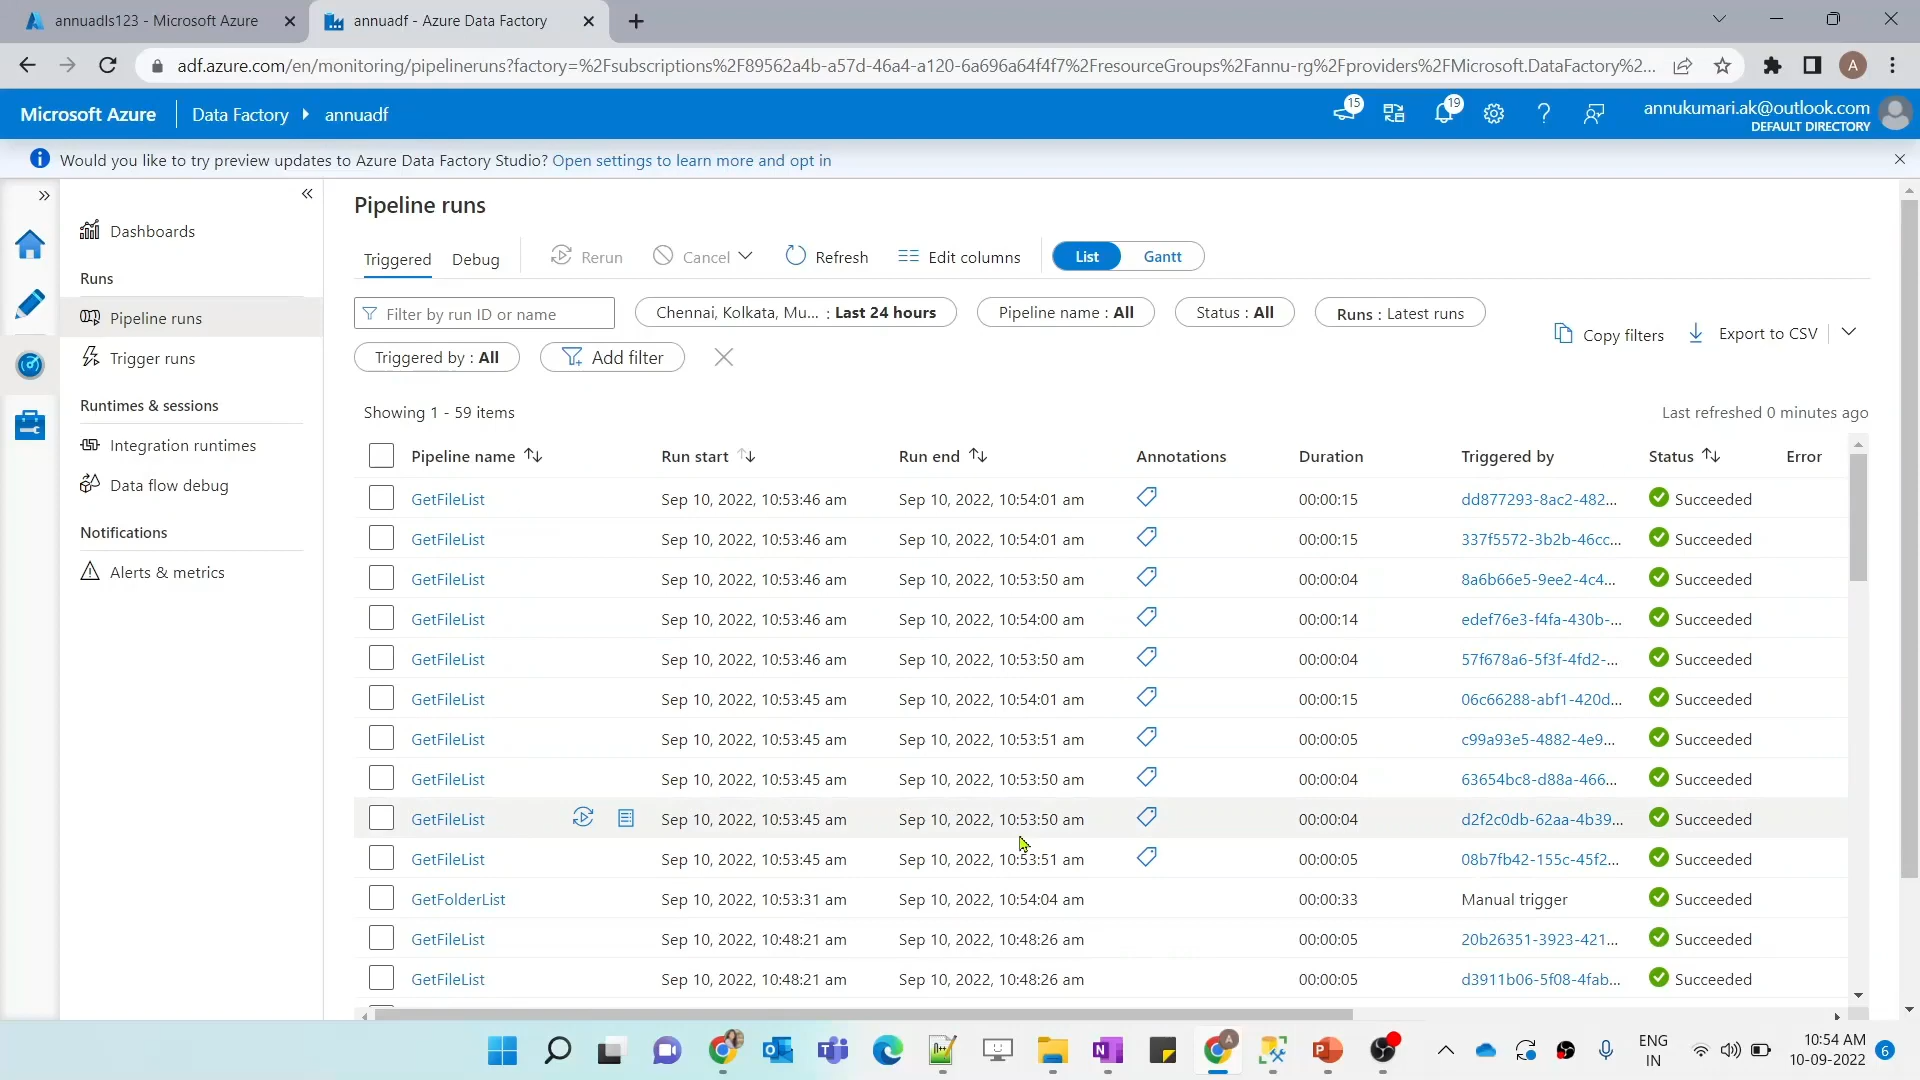 annuadls123 - Microsoft Azure
annuadf - Azure Data Factory
adf.azure.com/en/monitoring/pipelineruns?factory=%2Fsubscriptions%2F89562a4b-a57d-46a4-a120-6a696a64f4f7%2FresourceGroups%2Fannu-rg%2Fproviders%2FMicrosoft.DataFactory%2...
A
Microsoft Azure
Data Factory
annuadf
15
19
annukumari.ak@outlook.com
DEFAULT DIRECTORY
Would you like to try preview updates to Azure Data Factory Studio? Open settings to learn more and opt in
Dashboards
Runs
Pipeline runs
Trigger runs
Runtimes & sessions
Integration runtimes
Data flow debug
Notifications
Alerts & metrics
Pipeline runs
Triggered
Debug
Rerun
Cancel
Refresh
Edit columns
List
Gantt
Filter by run ID or name
Chennai, Kolkata, Mu... : Last 24 hours
Pipeline name : All
Status : All
Runs : Latest runs
Copy filters
Export to CSV
Triggered by : All
Add filter
Showing 1 - 59 items
Last refreshed 0 minutes ago
Pipeline name Run start Run end Annotations Duration Triggered by Status Error
GetFileList Sep 10, 2022, 10:53:46 am Sep 10, 2022, 10:54:01 am 00:00:15 dd877293-8ac2-482... Succeeded
GetFileList Sep 10, 2022, 10:53:46 am Sep 10, 2022, 10:54:01 am 00:00:15 337f5572-3b2b-46cc... Succeeded
GetFileList Sep 10, 2022, 10:53:46 am Sep 10, 2022, 10:53:50 am 00:00:04 8a6b66e5-9ee2-4c4... Succeeded
GetFileList Sep 10, 2022, 10:53:46 am Sep 10, 2022, 10:54:00 am 00:00:14 edef76e3-f4fa-430b-... Succeeded
GetFileList Sep 10, 2022, 10:53:46 am Sep 10, 2022, 10:53:50 am 00:00:04 57f678a6-5f3f-4fd2-... Succeeded
GetFileList Sep 10, 2022, 10:53:45 am Sep 10, 2022, 10:54:01 am 00:00:15 06c66288-abf1-420d... Succeeded
GetFileList Sep 10, 2022, 10:53:45 am Sep 10, 2022, 10:53:51 am 00:00:05 c99a93e5-4882-4e9... Succeeded
GetFileList Sep 10, 2022, 10:53:45 am Sep 10, 2022, 10:53:50 am 00:00:04 63654bc8-d88a-466... Succeeded
GetFileList Sep 10, 2022, 10:53:45 am Sep 10, 2022, 10:53:50 am 00:00:04 d2f2c0db-62aa-4b39... Succeeded
GetFileList Sep 10, 2022, 10:53:45 am Sep 10, 2022, 10:53:51 am 00:00:05 08b7fb42-155c-45f2... Succeeded
GetFolderList Sep 10, 2022, 10:53:31 am Sep 10, 2022, 10:54:04 am 00:00:33 Manual trigger Succeeded
GetFileList Sep 10, 2022, 10:48:21 am Sep 10, 2022, 10:48:26 am 00:00:05 20b26351-3923-421... Succeeded
GetFileList Sep 10, 2022, 10:48:21 am Sep 10, 2022, 10:48:26 am 00:00:05 d3911b06-5f08-4fab... Succeeded
ENG
IN
10:54 AM
10-09-2022
6